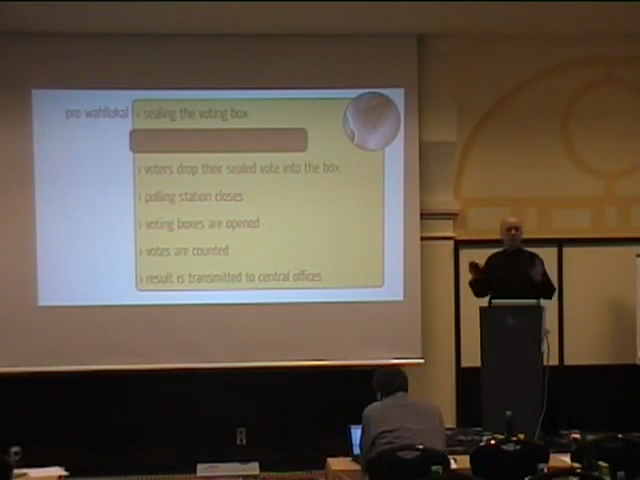 pro wahllokal
› sealing the voting box
› voters drop their sealed vote into the box
› polling station closes
› voting boxes are opened
› votes are counted
› result is transmitted to central offices